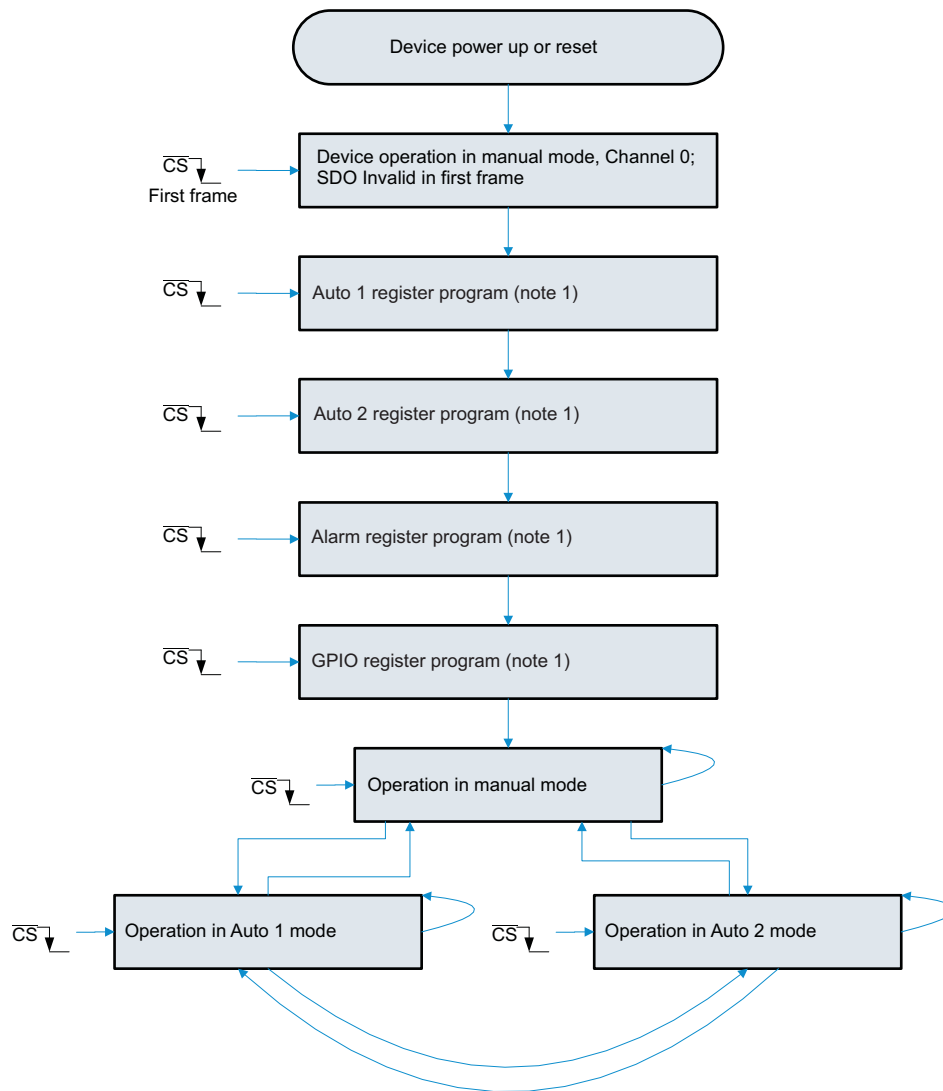 Device power up or reset
CS
First frame
Device operation in manual mode, Channel 0;
SDO Invalid in first frame
CS
Auto 1 register program (note 1)
CS
Auto 2 register program (note 1)
CS
Alarm register program (note 1)
CS
GPIO register program (note 1)
CS
Operation in manual mode
CS
Operation in Auto 1 mode
CS
Operation in Auto 2 mode